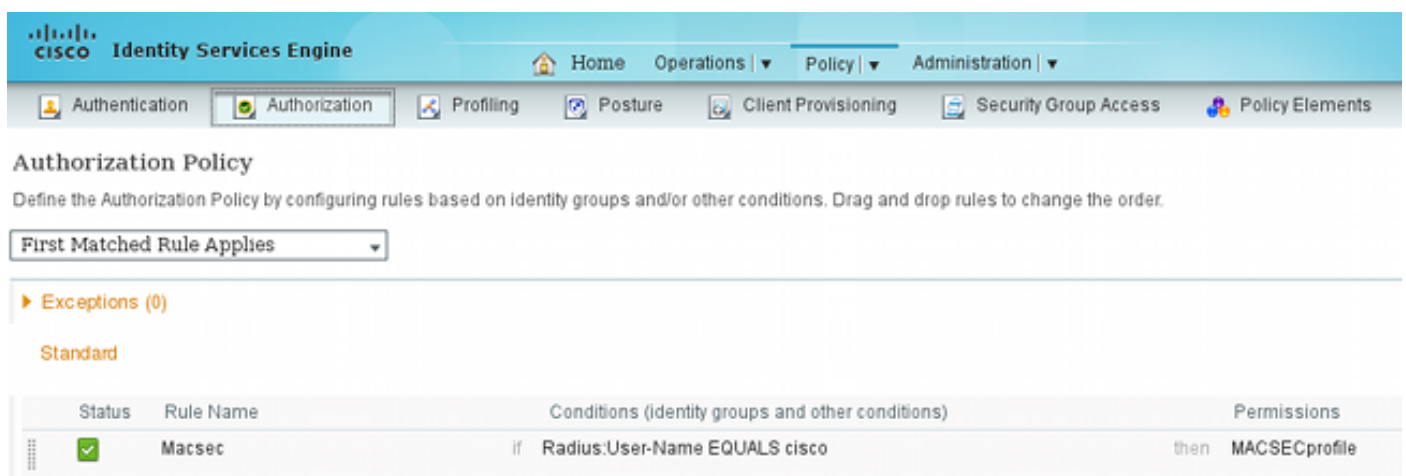 CISCO Identity Services Engine
Home Operations | ▼ Policy | ▼ Administration | ▼
Authentication Authorization Profiling Posture Client Provisioning Security Group Access Policy Elements
Authorization Policy
Define the Authorization Policy by configuring rules based on identity groups and/or other conditions. Drag and drop rules to change the order.
First Matched Rule Applies
Exceptions (0)
Standard
Status Rule Name Conditions (identity groups and other conditions) Permissions
Macsec if Radius:User-Name EQUALS cisco then MACSECprofile